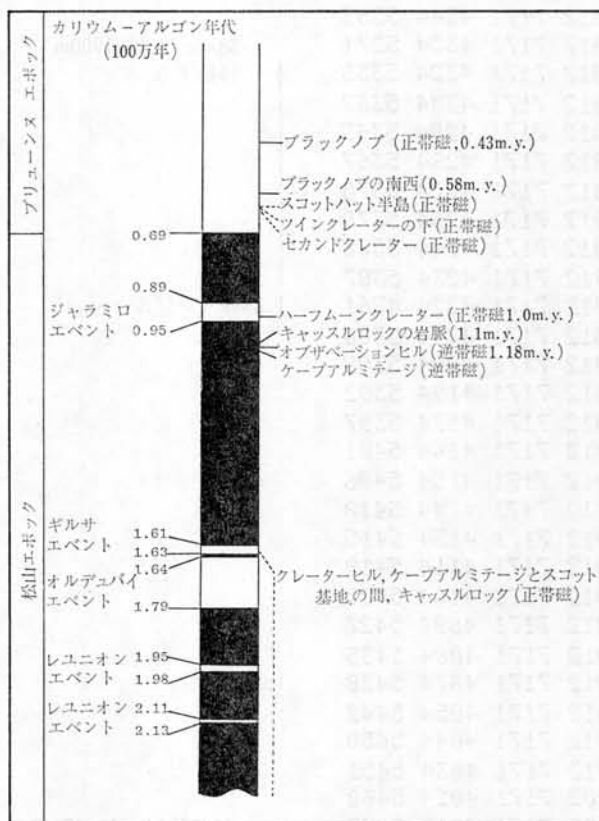 カリウム－アルゴン年代
(100万年)
ブリューンヌ エポック
ブラックノブ (正帯磁,0.43m.y.)
ブラックノブの南西(0.58m.y.)
スコットハット半島(正帯磁)
ツインクレーターの下(正帯磁)
セカンドクレーター(正帯磁)
0.69
0.89
ジャラミロ
エベント 0.95
ハーフムーンクレーター(正帯磁1.0m.y.)
キャッスルロックの岩脈(1.1m.y.)
オブザベーションヒル(逆帯磁1.18m.y.)
ケープアルミテージ(逆帯磁)
松山エポック
ギルサ
エベント
1.61
1.63
1.64
オルデュバイ
エベント
1.79
クレーターヒル,ケープアルミテージとスコット
基地の間,キャッスルロック(正帯磁)
レユニオン 1.95
エベント 1.98
レユニオン 2.11
エベント 2.13